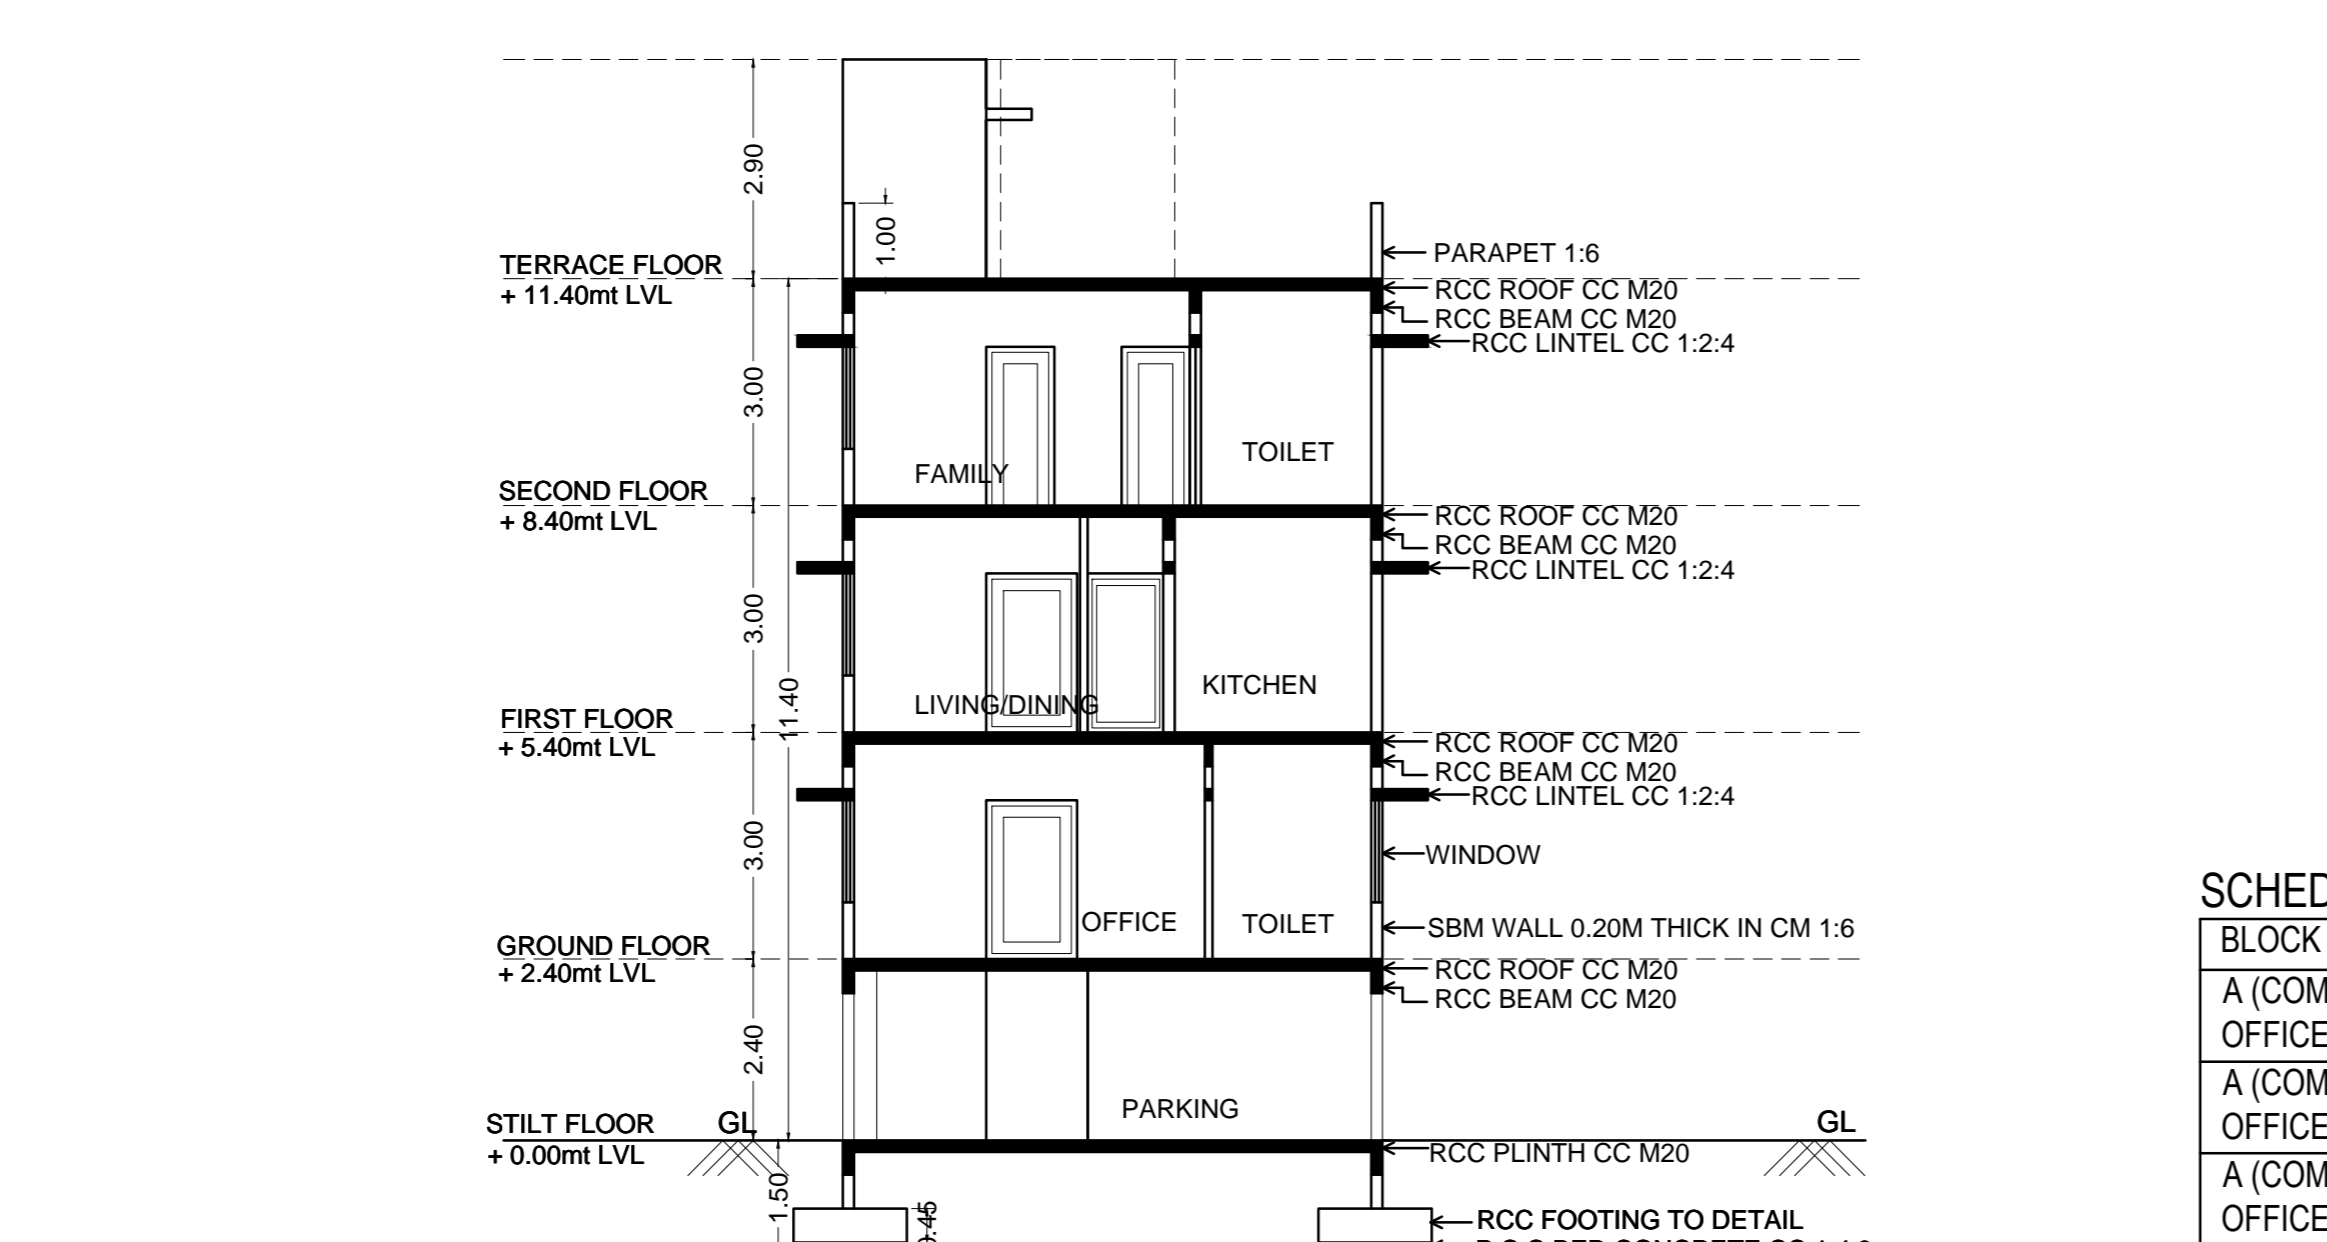 2.90
1.00
TERRACE FLOOR
+ 11.40mt LVL
PARAPET 1:6
RCC ROOF CC M20
RCC BEAM CC M20
RCC LINTEL CC 1:2:4
3.00
TOILET
FAMILY
SECOND FLOOR
+ 8.40mt LVL
RCC ROOF CC M20
RCC BEAM CC M20
RCC LINTEL CC 1:2:4
3.00
11.40
KITCHEN
LIVING/DINING
FIRST FLOOR
+ 5.40mt LVL
RCC ROOF CC M20
RCC BEAM CC M20
RCC LINTEL CC 1:2:4
3.00
WINDOW
OFFICE
TOILET
SBM WALL 0.20M THICK IN CM 1:6
GROUND FLOOR
+ 2.40mt LVL
RCC ROOF CC M20
RCC BEAM CC M20
2.40
PARKING
STILT FLOOR
+ 0.00mt LVL
GL
GL
RCC PLINTH CC M20
1.50
0.45
RCC FOOTING TO DETAIL
SCHED
BLOCK
A (COM
OFFICE
A (COM
OFFICE
A (COM
OFFICE